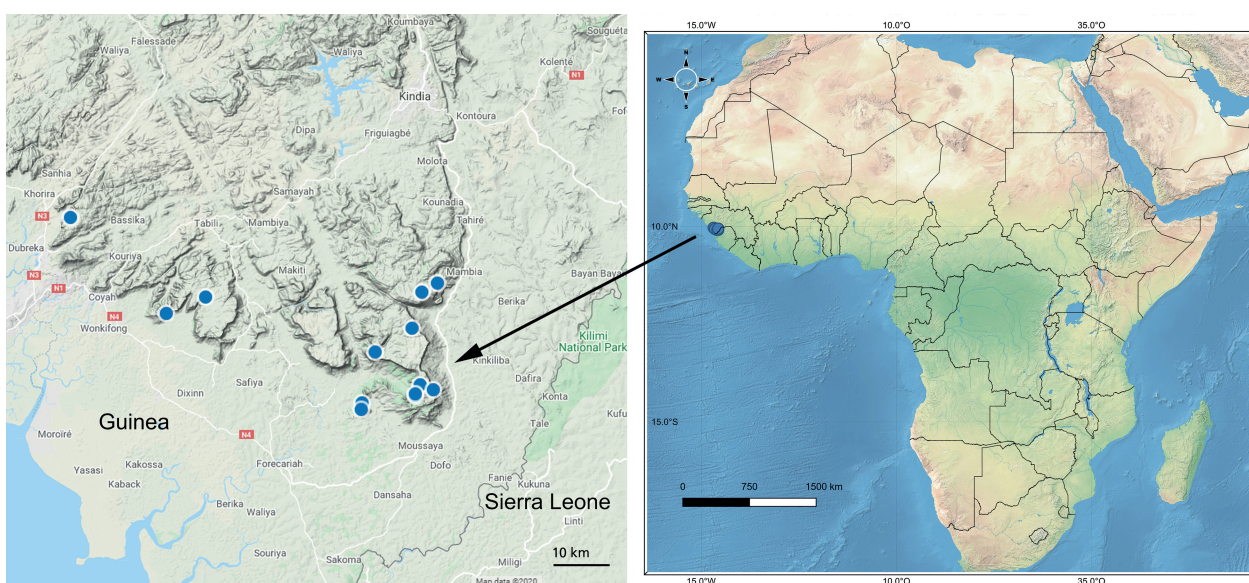 Koumbaya
Souguéta
Falessade
Waliya
Waliya
Kolenté
N1
Kindia
Kontoura
Dipa
Friguiagbé
Molota
Sanhia
Khorira
Samayah
Kounadia
N3
Bassika
Tabili
Mambiya
Tahiré
Dubreka
Kouriya
N3
N1
Makiti
Mambia
Bayan Bayan
Coyah
N4
Berika
Wonkifong
Kilimi
National Park
Kinkiliba
Dixinn
Safiya
Dafira
Konta
Guinea
Kufu
Moroiré
N4
Tale
Moussaya
Yasasi
Kakossa
Forecariah
Dofo
Kaback
Fanie
Kukuna
Berika
Dansaha
Sierra Leone
Waliya
Linti
Souriya
10 km
Sakoma
Miligi
Map data ©2020
15.0°W 10.0°O 35.0°O
N
W E
S
10.0°N
15.0°S
0 750 1500 km
15.0°W 10.0°O 35.0°O